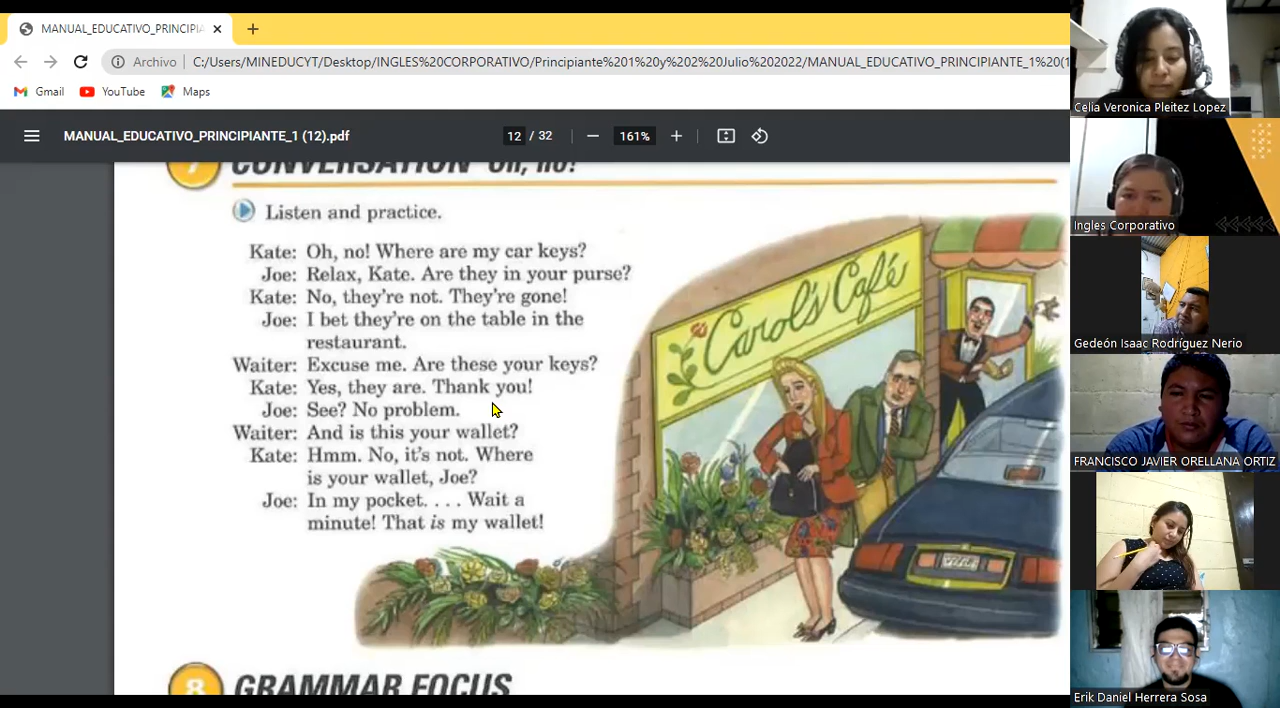 MANUAL_EDUCATIVO_PRINCIPIA
Archivo
C:/Users/MINEDUCYT/Desktop/INGLES%20CORPORATIVO/Principiante%201%20y%202%20Julio%202022/MANUAL_EDUCATIVO_PRINCIPIANTE_1%20(1
Gmail
YouTube
Maps
MANUAL_EDUCATIVO_PRINCIPIANTE_1 (12).pdf
12 / 32
161%
7 CONVERSATION Oh, no!
Listen and practice.
Kate: Oh, no! Where are my car keys?
Joe: Relax, Kate. Are they in your purse?
Kate: No, they're not. They're gone!
Joe: I bet they're on the table in the
restaurant.
Waiter: Excuse me. Are these your keys?
Kate: Yes, they are. Thank you!
Joe: See? No problem.
Waiter: And is this your wallet?
Kate: Hmm. No, it's not. Where
is your wallet, Joe?
Joe: In my pocket. . . . Wait a
minute! That is my wallet!
Carol's Café
8 GRAMMAR FOCUS
Celia Veronica Pleitez Lopez
Ingles Corporativo
Gedeón Isaac Rodríguez Nerio
FRANCISCO JAVIER ORELLANA ORTIZ
Erik Daniel Herrera Sosa